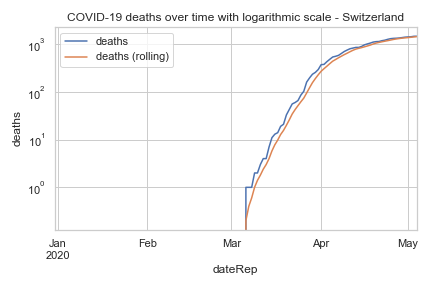 COVID-19 deaths over time with logarithmic scale - Switzerland
deaths
deaths (rolling)
deaths
10³
10²
10¹
10⁰
Jan
2020
Feb
Mar
Apr
May
dateRep